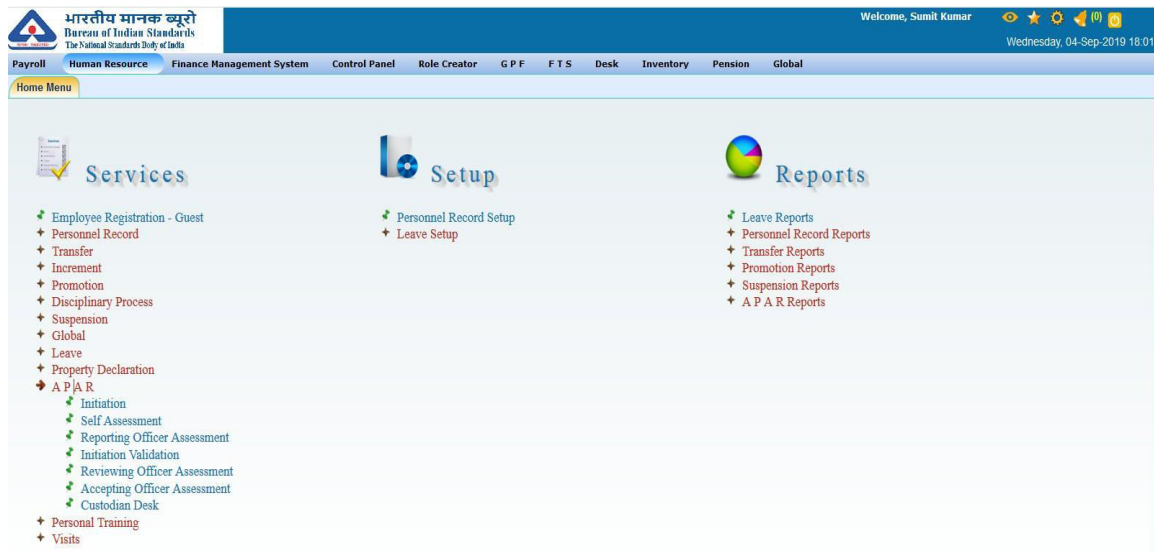 भारतीय मानक ब्यूरो
Bureau of Indian Standards
The National Standards Body of India
Welcome, Sumit Kumar
(0)
Wednesday, 04-Sep-2019 18:01
Payroll Human Resource Finance Management System Control Panel Role Creator G P F F T S Desk Inventory Pension Global
Home Menu
Services
Employee Registration - Guest
Personnel Record
Transfer
Increment
Promotion
Disciplinary Process
Suspension
Global
Leave
Property Declaration
A P A R
Initiation
Self Assessment
Reporting Officer Assessment
Initiation Validation
Reviewing Officer Assessment
Accepting Officer Assessment
Custodian Desk
Personal Training
Visits
Setup
Personnel Record Setup
Leave Setup
Reports
Leave Reports
Personnel Record Reports
Transfer Reports
Promotion Reports
Suspension Reports
A P A R Reports